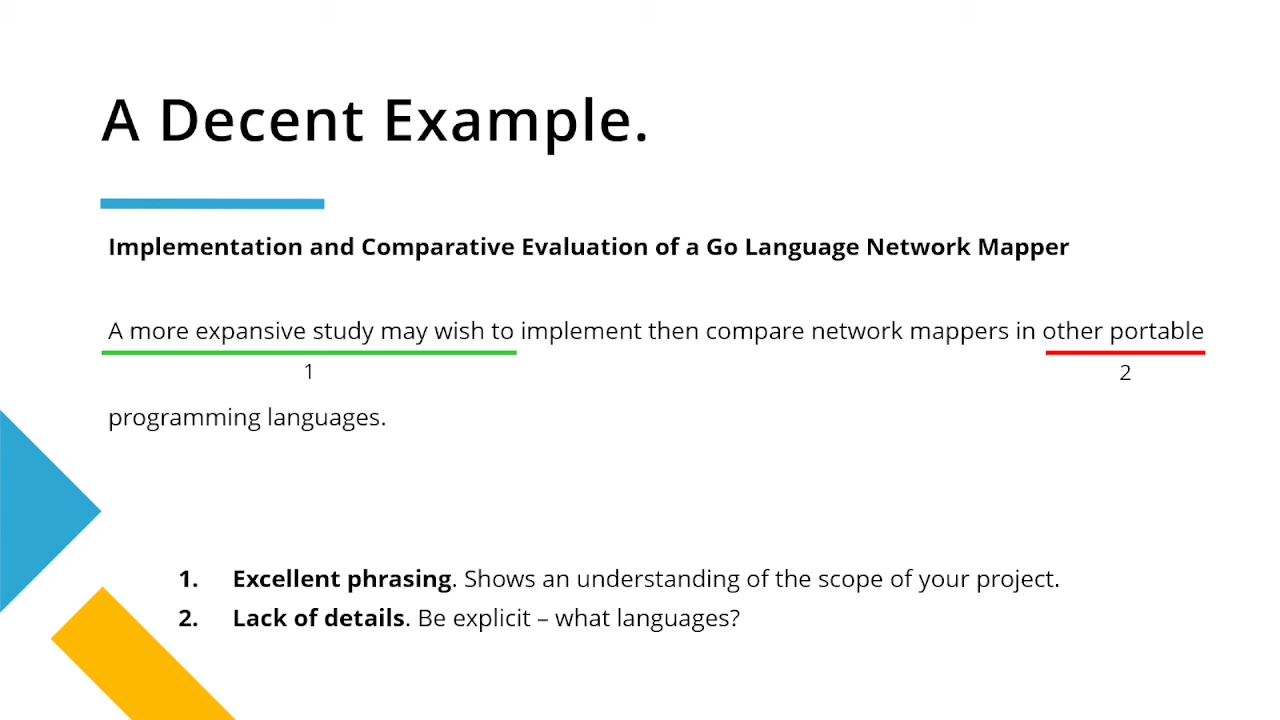 A Decent Example.
Implementation and Comparative Evaluation of a Go Language Network Mapper
A more expansive study may wish to implement then compare network mappers in other portable
1
2
programming languages.
1. Excellent phrasing. Shows an understanding of the scope of your project.
2. Lack of details. Be explicit – what languages?